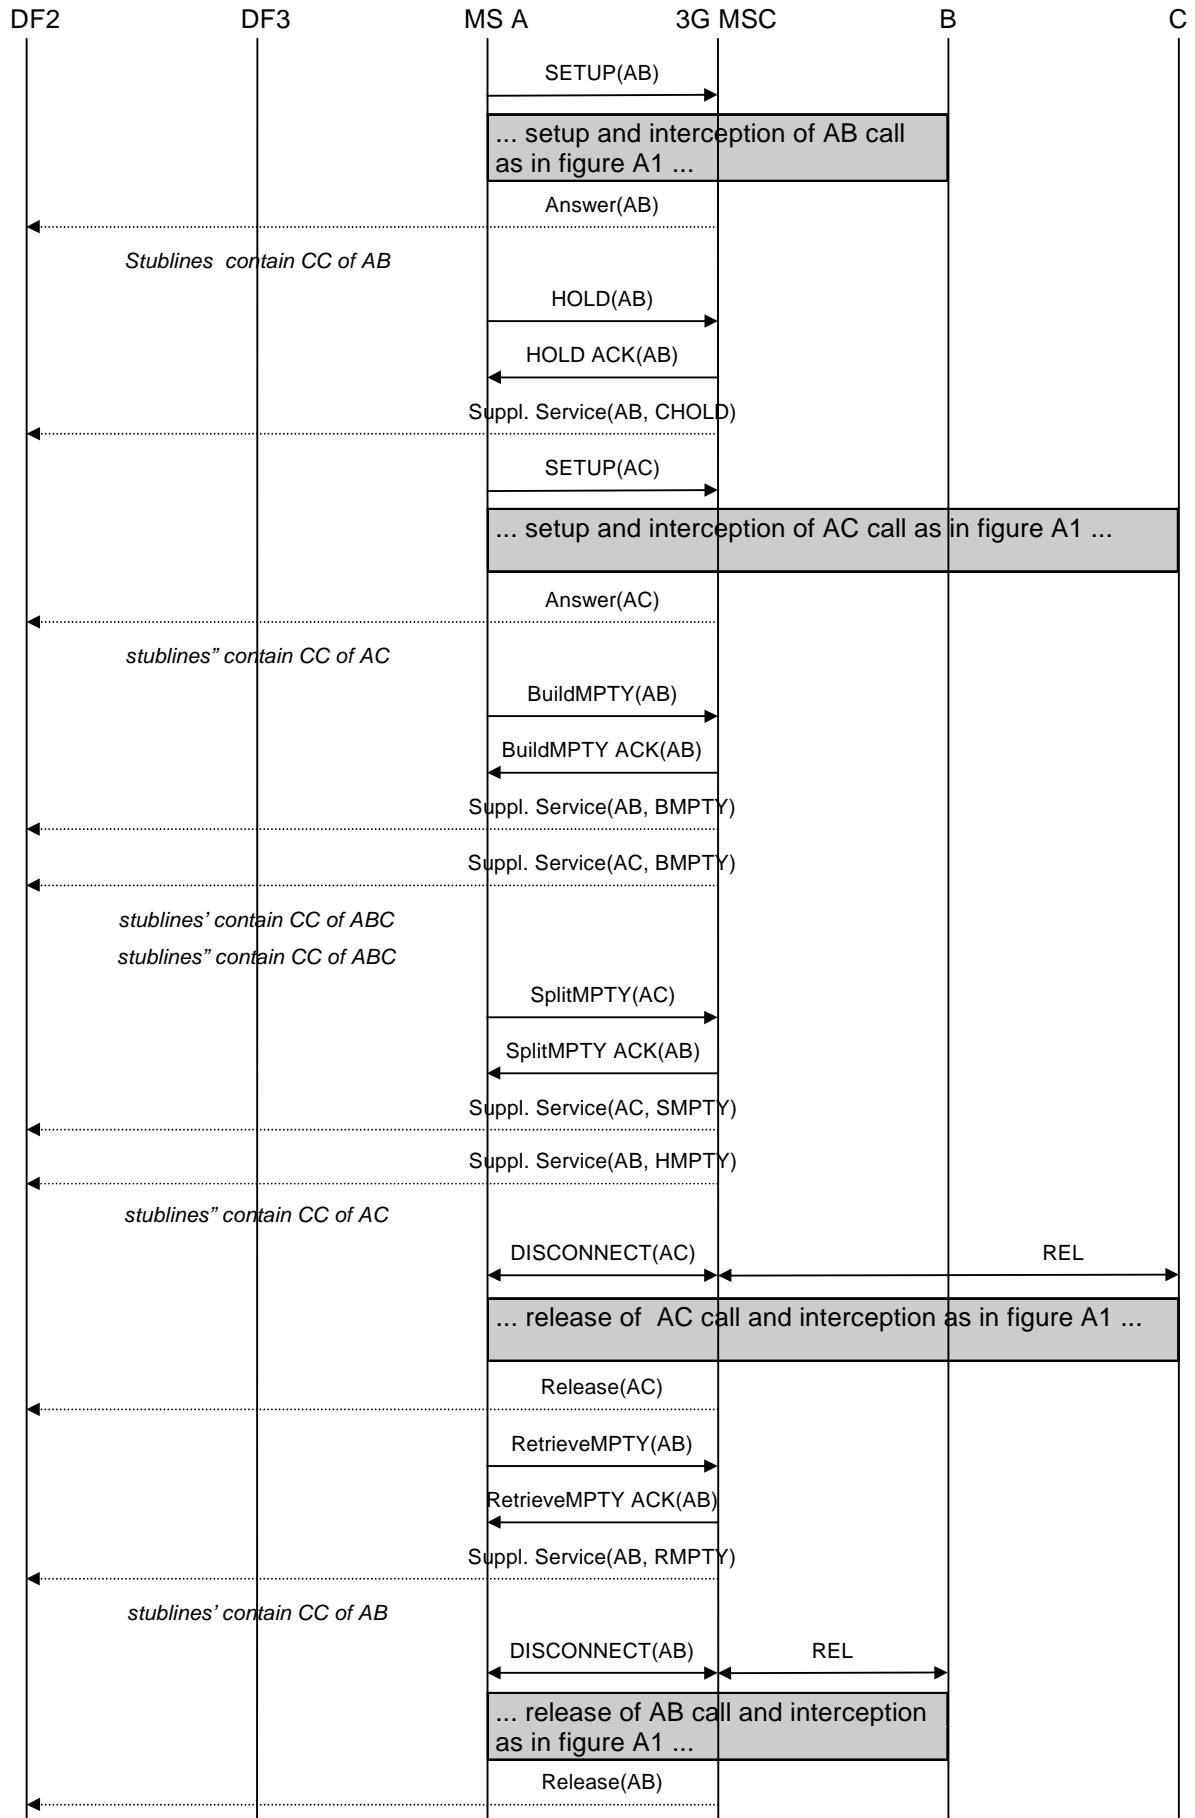 DF2 DF3 MS A 3G MSC B C
SETUP(AB)
... setup and interception of AB call
as in figure A1 ...
Answer(AB)
Stublines contain CC of AB
HOLD(AB)
HOLD ACK(AB)
Suppl. Service(AB, CHOLD)
SETUP(AC)
... setup and interception of AC call as in figure A1 ...
Answer(AC)
stublines” contain CC of AC
BuildMPTY(AB)
BuildMPTY ACK(AB)
Suppl. Service(AB, BMPTY)
Suppl. Service(AC, BMPTY)
stublines’ contain CC of ABC
stublines” contain CC of ABC
SplitMPTY(AC)
SplitMPTY ACK(AB)
Suppl. Service(AC, SMPTY)
Suppl. Service(AB, HMPTY)
stublines” contain CC of AC
DISCONNECT(AC) REL
... release of AC call and interception as in figure A1 ...
Release(AC)
RetrieveMPTY(AB)
RetrieveMPTY ACK(AB)
Suppl. Service(AB, RMPTY)
stublines’ contain CC of AB
DISCONNECT(AB) REL
... release of AB call and interception
as in figure A1 ...
Release(AB)